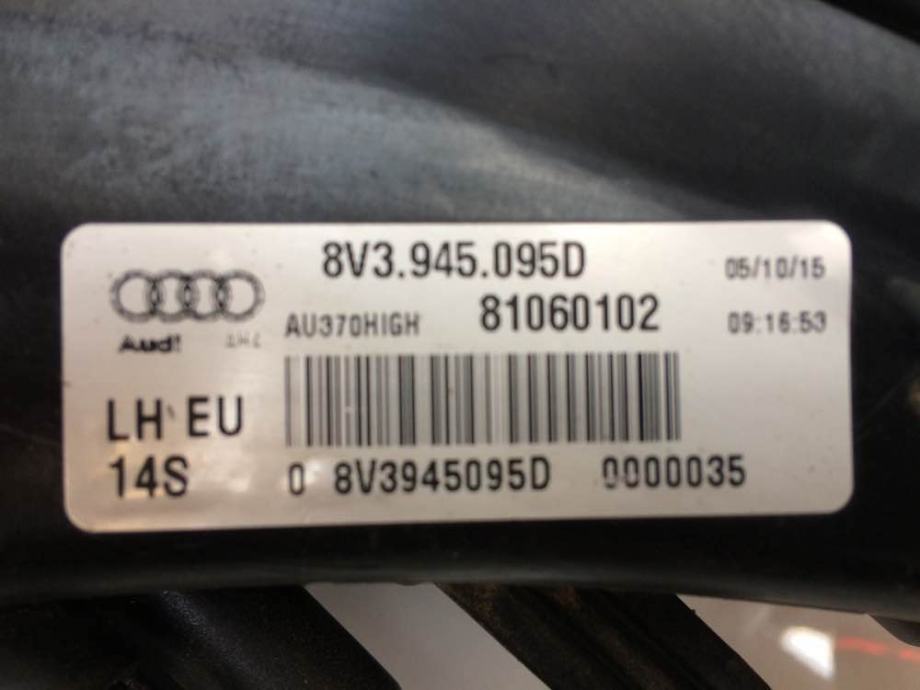 8V3.945.095D
05/10/15
Audi
AU370HIGH 81060102
09:16:53
LH EU
14S
0 8V3945095D 0000035